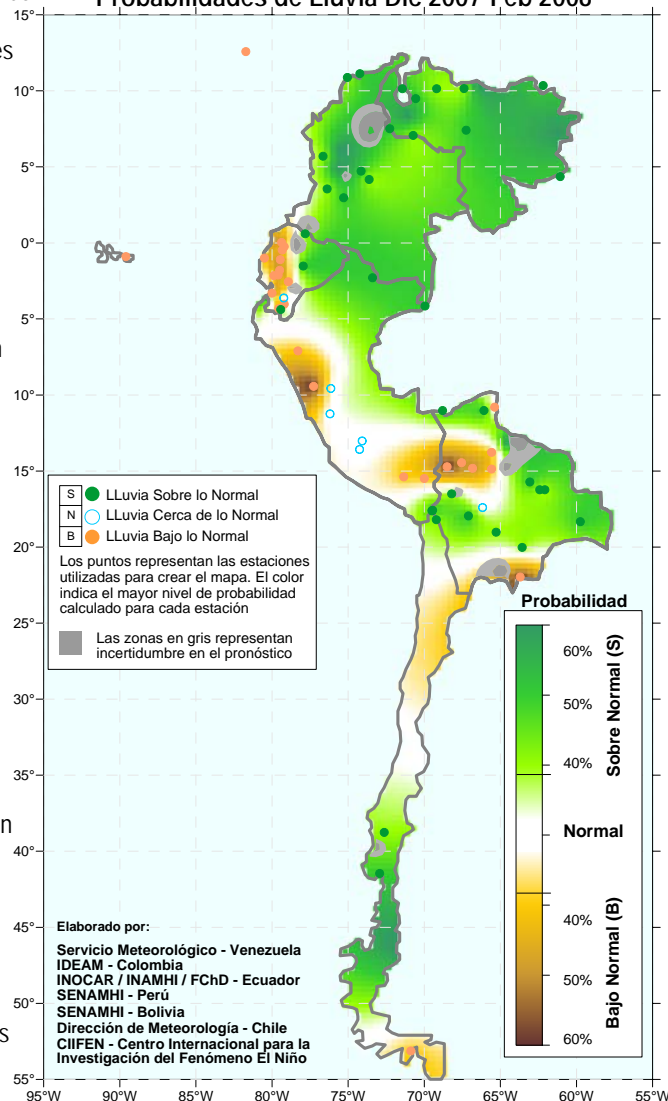 Probabilidades de Lluvia Dic 2007 Feb 2008
15°
es
10°
5°
0°
5°
10°
15°
20°
30°
35°
n
40°
45°
50°
s
55°
S LLuvia Sobre lo Normal
N LLuvia Cerca de lo Normal
B LLuvia Bajo lo Normal
Los puntos representan las estaciones
utilizadas para crear el mapa. El color
indica el mayor nivel de probabilidad
calculado para cada estación
Las zonas en gris representan
incertidumbre en el pronóstico
Probabilidad
60%
50%
40%
Sobre Normal (S)
Normal
40%
50%
60%
Bajo Normal (B)
Elaborado por:
Servicio Meteorológico - Venezuela
IDEAM - Colombia
INOCAR / INAMHI / FChD - Ecuador
SENAMHI - Perú
SENAMHI - Bolivia
Dirección de Meteorología - Chile
CIIFEN - Centro Internacional para la
Investigación del Fenómeno El Niño
95°W 90°W 85°W 80°W 75°W 70°W 65°W 60°W 55°W